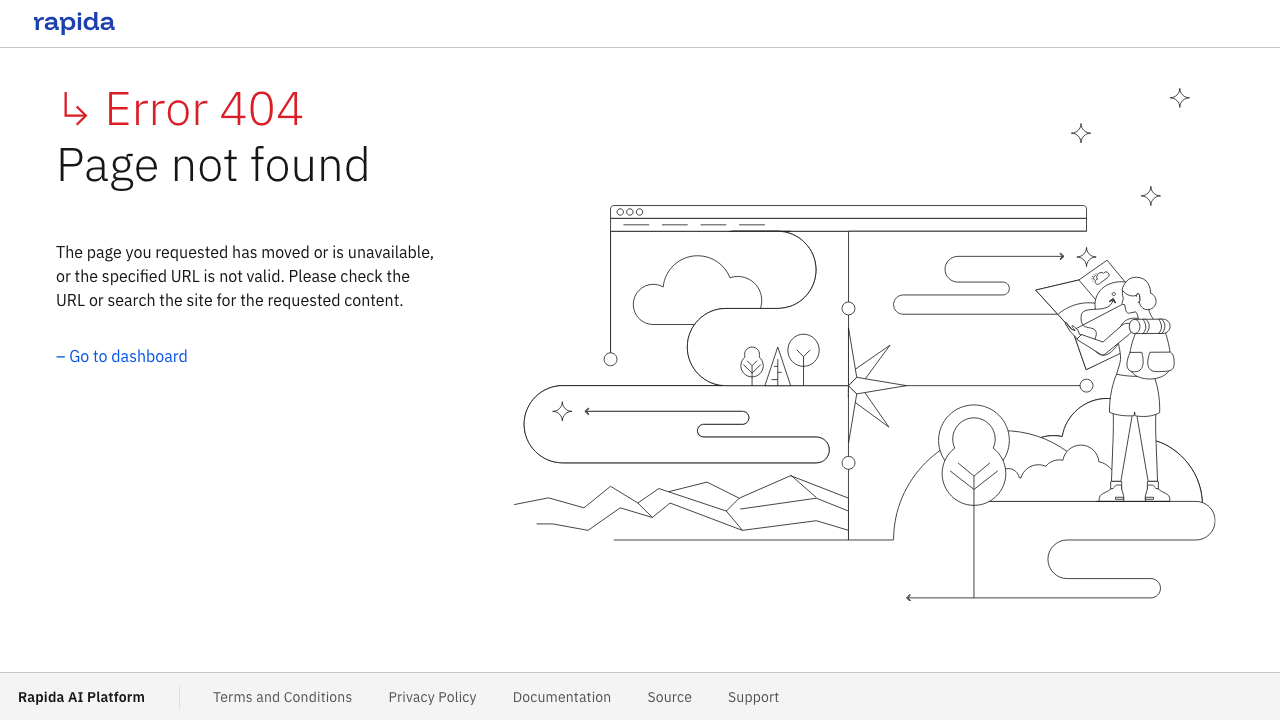 rapida
↳ Error 404
Page not found
The page you requested has moved or is unavailable,
or the specified URL is not valid. Please check the
URL or search the site for the requested content.
– Go to dashboard
Rapida AI Platform
Terms and Conditions
Privacy Policy
Documentation
Source
Support